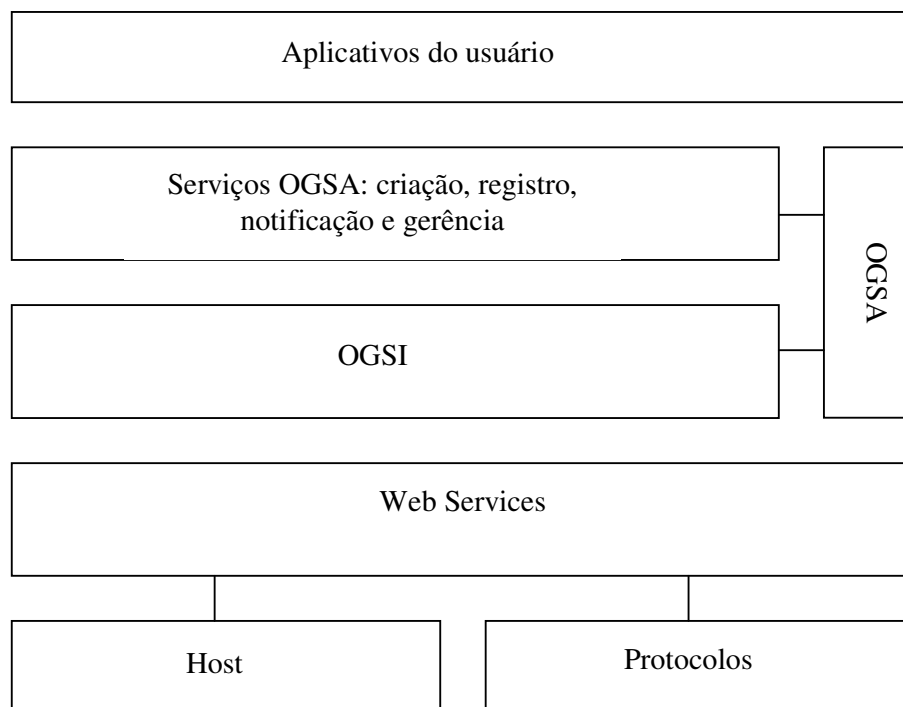 Aplicativos do usuário
Serviços OGSA: criação, registro,
notificação e gerência
OGSA
OGSI
Web Services
Host
Protocolos